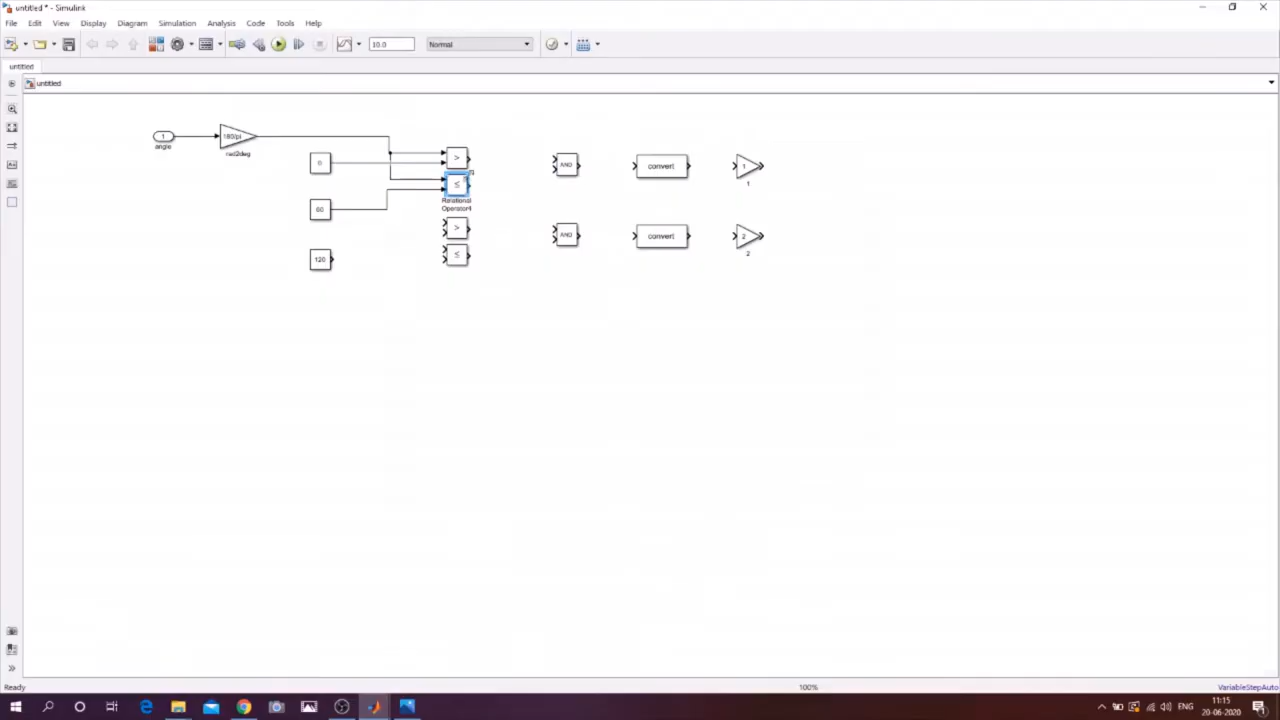 untitled * - Simulink
File Edit View Display Diagram Simulation Analysis Code Tools Help
10.0 Normal
untitled
untitled
1
angle
180/pi
rad2deg
0
60
120
>
≤
Relational
Operator4
>
≤
AND
AND
convert
convert
1
1
2
2
Ready
100%
VariableStepAuto
ENG
11:15
20-06-2020